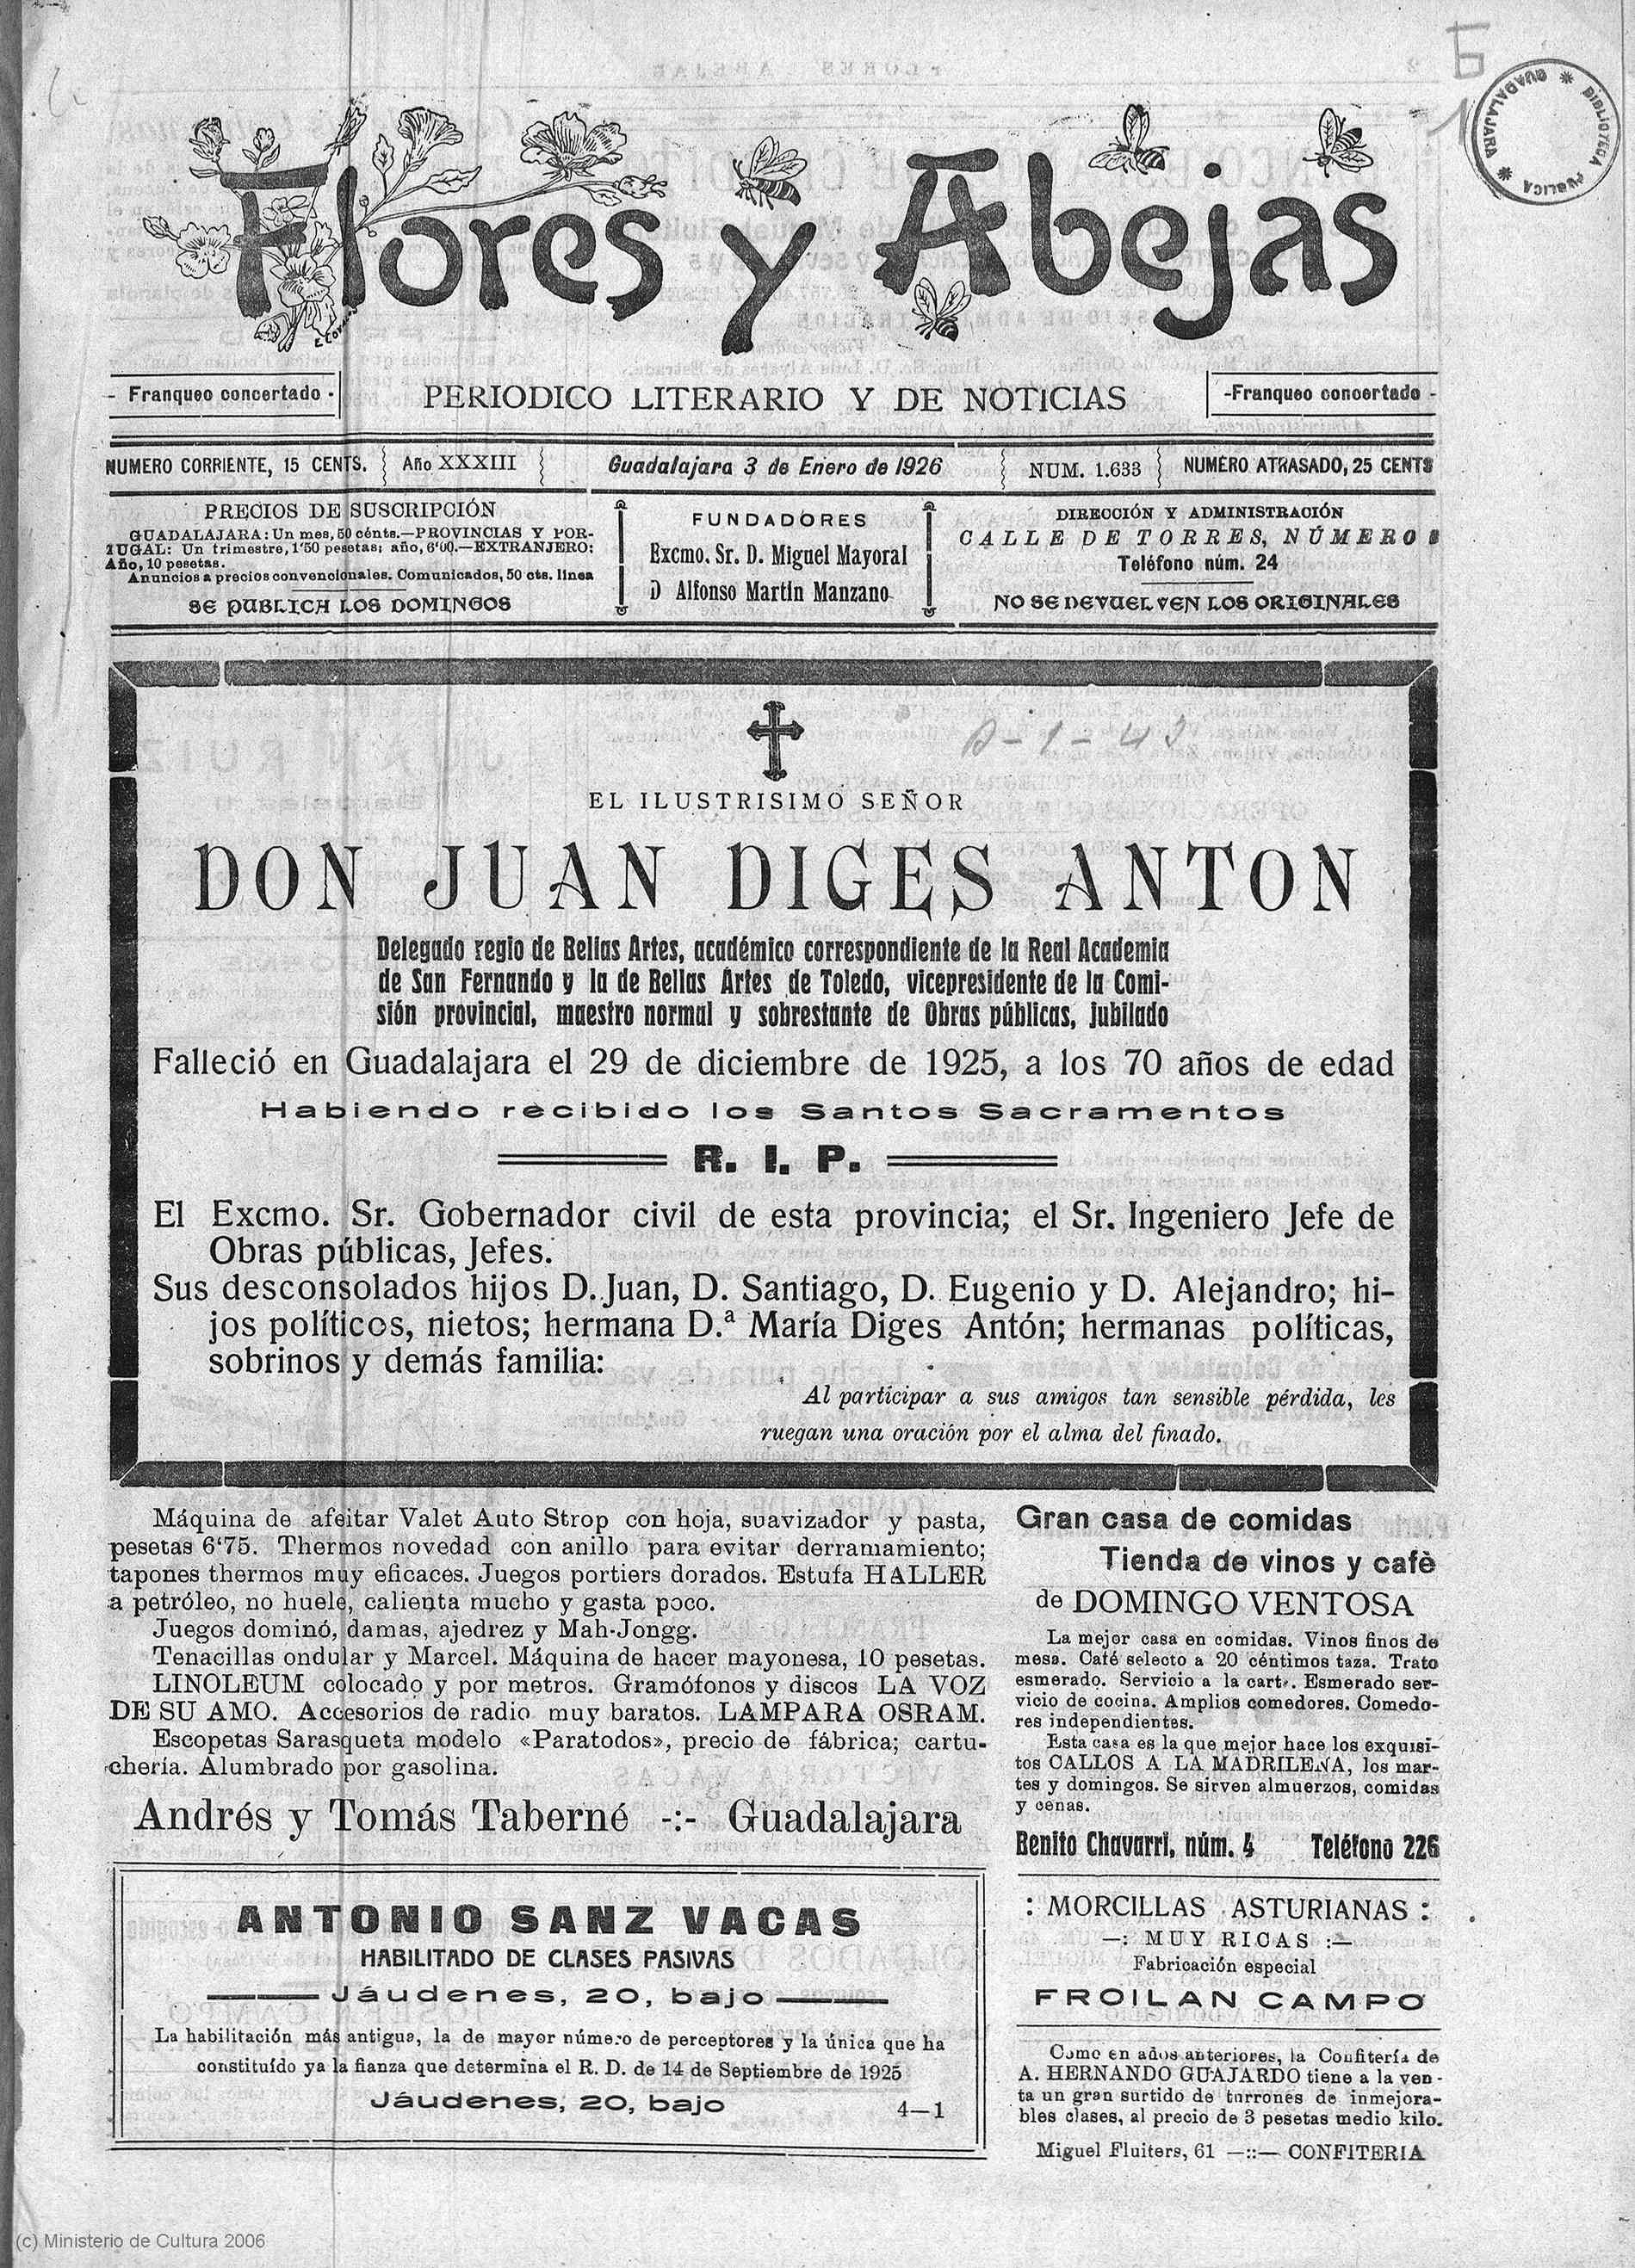 Flores y Abejas
BIBLIOTECA PUBLICA * GUADALAJARA *
- Franqueo concertado -
PERIODICO LITERARIO Y DE NOTICIAS
-Franqueo concertado -
NUMERO CORRIENTE, 15 CENTS.
Año XXXIII
Guadalajara 3 de Enero de 1926
NUM. 1.633
NUMERO ATRASADO, 25 CENTS
PRECIOS DE SUSCRIPCIÓN
GUADALAJARA: Un mes, 50 cénts.—PROVINCIAS Y POR-
TUGAL: Un trimestre, 1'50 pesetas; año, 6'00.—EXTRANJERO:
Año, 10 pesetas.
Anuncios a precios convencionales. Comunicados, 50 cts. línea
SE PUBLICA LOS DOMINGOS
FUNDADORES
Excmo. Sr. D. Miguel Mayoral
D Alfonso Martin Manzano
DIRECCIÓN Y ADMINISTRACIÓN
CALLE DE TORRES, NÚMERO
Teléfono núm. 24
NO SE DEVUELVEN LOS ORIGINALES
EL ILUSTRISIMO SEÑOR
DON JUAN DIGES ANTON
Delegado regio de Bellas Artes, académico correspondiente de la Real Academia
de San Fernando y la de Bellas Artes de Toledo, vicepresidente de la Comi-
sión provincial, maestro normal y sobrestante de Obras públicas, jubilado
Falleció en Guadalajara el 29 de diciembre de 1925, a los 70 años de edad
Habiendo recibido los Santos Sacramentos
R. I. P.
El Excmo. Sr. Gobernador civil de esta provincia; el Sr. Ingeniero Jefe de
Obras públicas, Jefes.
Sus desconsolados hijos D. Juan, D. Santiago, D. Eugenio y D. Alejandro; hi-
jos políticos, nietos; hermana D.ª María Diges Antón; hermanas políticas,
sobrinos y demás familia:
Al participar a sus amigos tan sensible pérdida, les
ruegan una oración por el alma del finado.
Máquina de afeitar Valet Auto Strop con hoja, suavizador y pasta,
pesetas 6'75. Thermos novedad con anillo para evitar derramamiento;
tapones thermos muy eficaces. Juegos portiers dorados. Estufa HALLER
a petróleo, no huele, calienta mucho y gasta poco.
Juegos dominó, damas, ajedrez y Mah-Jongg.
Tenacillas ondular y Marcel. Máquina de hacer mayonesa, 10 pesetas.
LINOLEUM colocado y por metros. Gramófonos y discos LA VOZ
DE SU AMO. Accesorios de radio muy baratos. LAMPARA OSRAM.
Escopetas Sarasqueta modelo «Paratodos», precio de fábrica; cartu-
chería. Alumbrado por gasolina.
Andrés y Tomás Taberné -:- Guadalajara
ANTONIO SANZ VACAS
HABILITADO DE CLASES PASIVAS
Jáudenes, 20, bajo
La habilitación más antigua, la de mayor número de perceptores y la única que ha
constituído ya la fianza que determina el R. D. de 14 de Septiembre de 1925
Jáudenes, 20, bajo
4—1
Gran casa de comidas
Tienda de vinos y cafè
de DOMINGO VENTOSA
La mejor casa en comidas. Vinos finos de
mesa. Café selecto a 20 céntimos taza. Trato
esmerado. Servicio a la cart. Esmerado ser-
vicio de cocina. Amplios comedores. Comedo-
res independientes.
Esta casa es la que mejor hace los exquisi-
tos CALLOS A LA MADRILEÑA, los mar-
tes y domingos. Se sirven almuerzos, comidas
y cenas.
Benito Chavarri, núm. 4 Teléfono 226
: MORCILLAS ASTURIANAS :
—: MUY RICAS :—
Fabricación especial
FROILAN CAMPO
Como en años anteriores, la Confitería de
A. HERNANDO GUAJARDO tiene a la ven-
ta un gran surtido de turrones de inmejora-
bles clases, al precio de 3 pesetas medio kilo.
Miguel Fluiters, 61 —::— CONFITERIA
(c) Ministerio de Cultura 2006